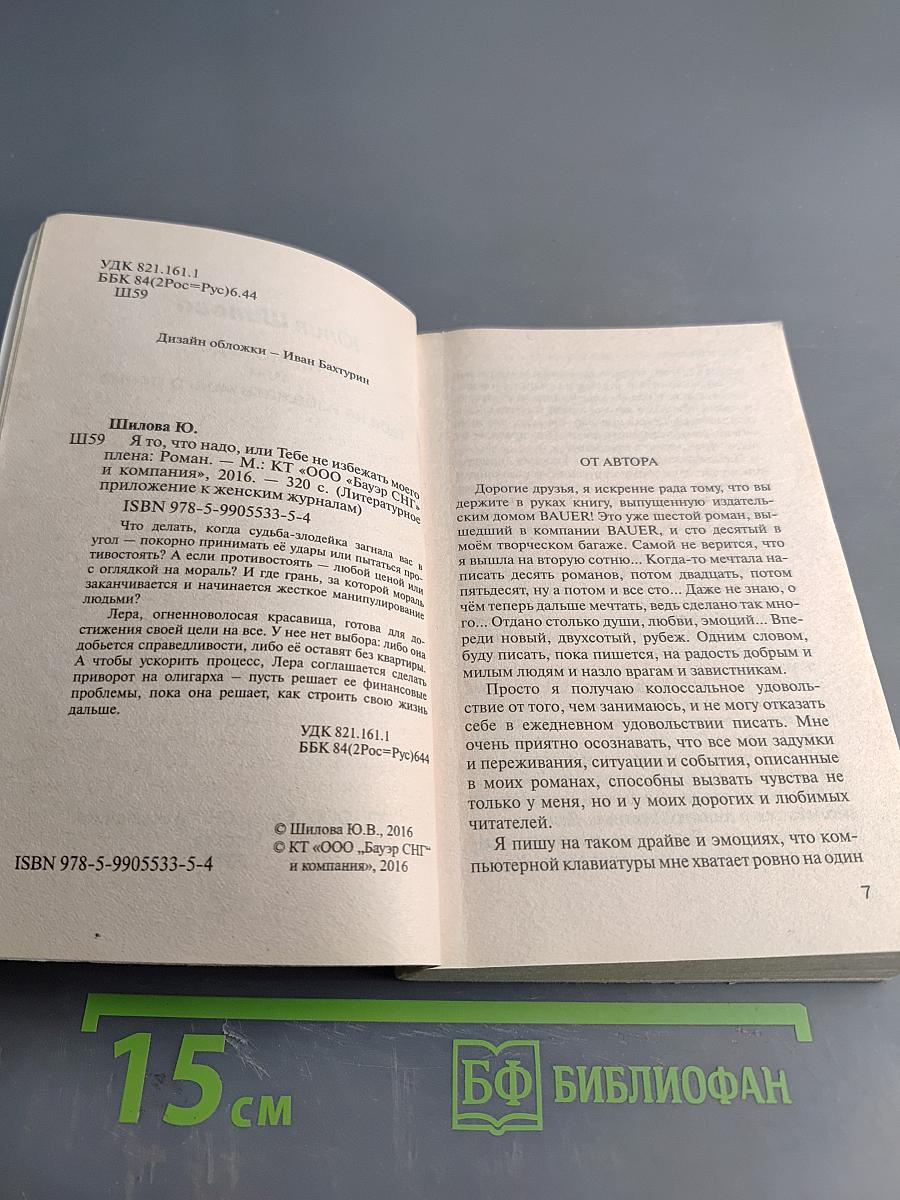 УДК 821.161.1
ББК 84(2Рос=Рус)6.44
Ш59
Дизайн обложки – Иван Бахтурин
Шилова Ю.
Ш59 Я то, что надо, или Тебе не избежать моего
плена: Роман. — М.: КТ «ООО «Бауэр СНГ»
и компания», 2016. — 320 с. (Литературное
приложение к женским журналам)
ISBN 978-5-9905533-5-4
Что делать, когда судьба-злодейка загнала вас в
угол — покорно принимать её удары или пытаться про-
тивостоять? А если противостоять — любой ценой или
с оглядкой на мораль? И где грань, за которой мораль
заканчивается и начинается жесткое манипулирование
людьми?
Лера, огненноволосая красавица, готова для до-
стижения своей цели на все. У нее нет выбора: либо она
добьется справедливости, либо её оставят без квартиры.
А чтобы ускорить процесс, Лера соглашается сделать
приворот на олигарха — пусть решает ее финансовые
проблемы, пока она решает, как строить свою жизнь
дальше.
УДК 821.161.1
ББК 84(2Рос=Рус)644
© Шилова Ю.В., 2016
© КТ «ООО „Бауэр СНГ“
и компания», 2016
ISBN 978-5-9905533-5-4
ОТ АВТОРА
Дорогие друзья, я искренне рада тому, что вы
держите в руках книгу, выпущенную издатель-
ским домом BAUER! Это уже шестой роман, вы-
шедший в компании BAUER, и сто десятый в
моём творческом багаже. Самой не верится, что
я вышла на вторую сотню... Когда-то мечтала на-
писать десять романов, потом двадцать, потом
пятьдесят, ну а потом и все сто... Даже не знаю, о
чём теперь дальше мечтать, ведь сделано так мно-
го... Отдано столько души, любви, эмоций... Впе-
реди новый, двухсотый, рубеж. Одним словом,
буду писать, пока пишется, на радость добрым и
милым людям и назло врагам и завистникам.
Просто я получаю колоссальное удоволь-
ствие от того, чем занимаюсь, и не могу отказать
себе в ежедневном удовольствии писать. Мне
очень приятно осознавать, что все мои задумки
и переживания, ситуации и события, описанные
в моих романах, способны вызвать чувства не
только у меня, но и у моих дорогих и любимых
читателей.
Я пишу на таком драйве и эмоциях, что ком-
пьютерной клавиатуры мне хватает ровно на один
7
15 см
БФ БИБЛИОФАН